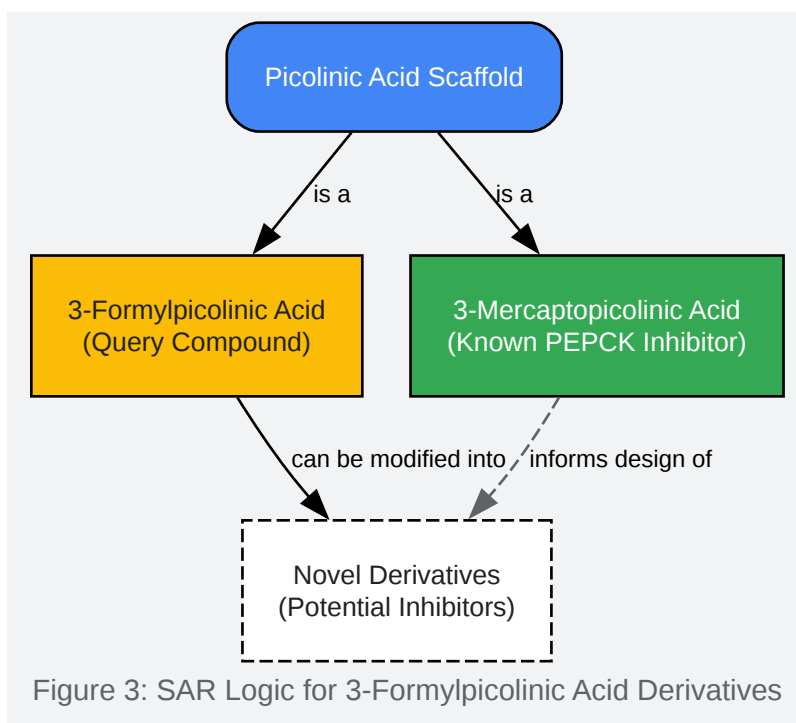 Picolinic Acid Scaffold
is a
is a
3-Formylpicolinic Acid
(Query Compound)
3-Mercaptopicolinic Acid
(Known PEPCK Inhibitor)
can be modified into
informs design of
Novel Derivatives
(Potential Inhibitors)
Figure 3: SAR Logic for 3-Formylpicolinic Acid Derivatives